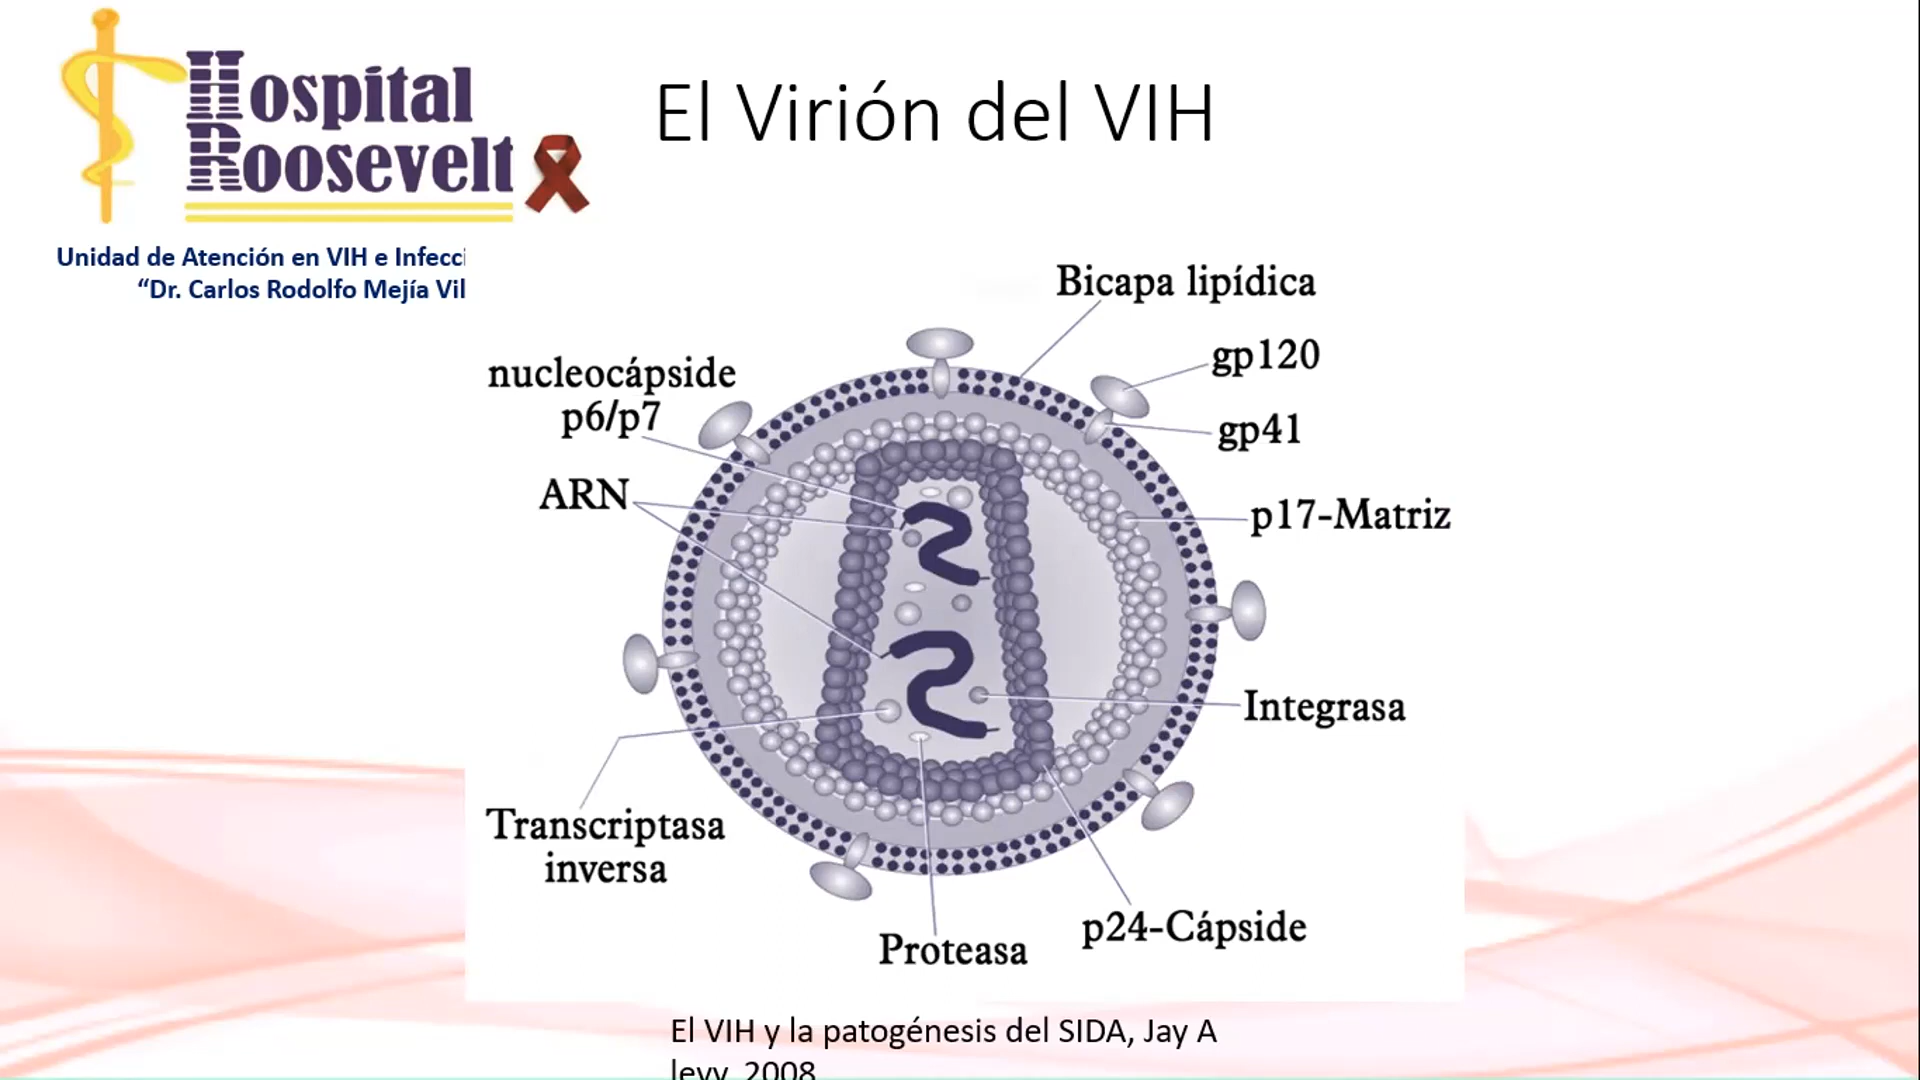 Hospital
Roosevelt
El Virión del VIH
Unidad de Atención en VIH e
“Dr. Carlos Rodolfo Mejía
Bicapa lipídica
gp120
nucleocápside
p6/p7
gp41
ARN
p17-Matriz
Integrasa
Transcriptasa
inversa
p24-Cápside
Proteasa
El VIH y la patogénesis del SIDA, Jay A
levy, 2008